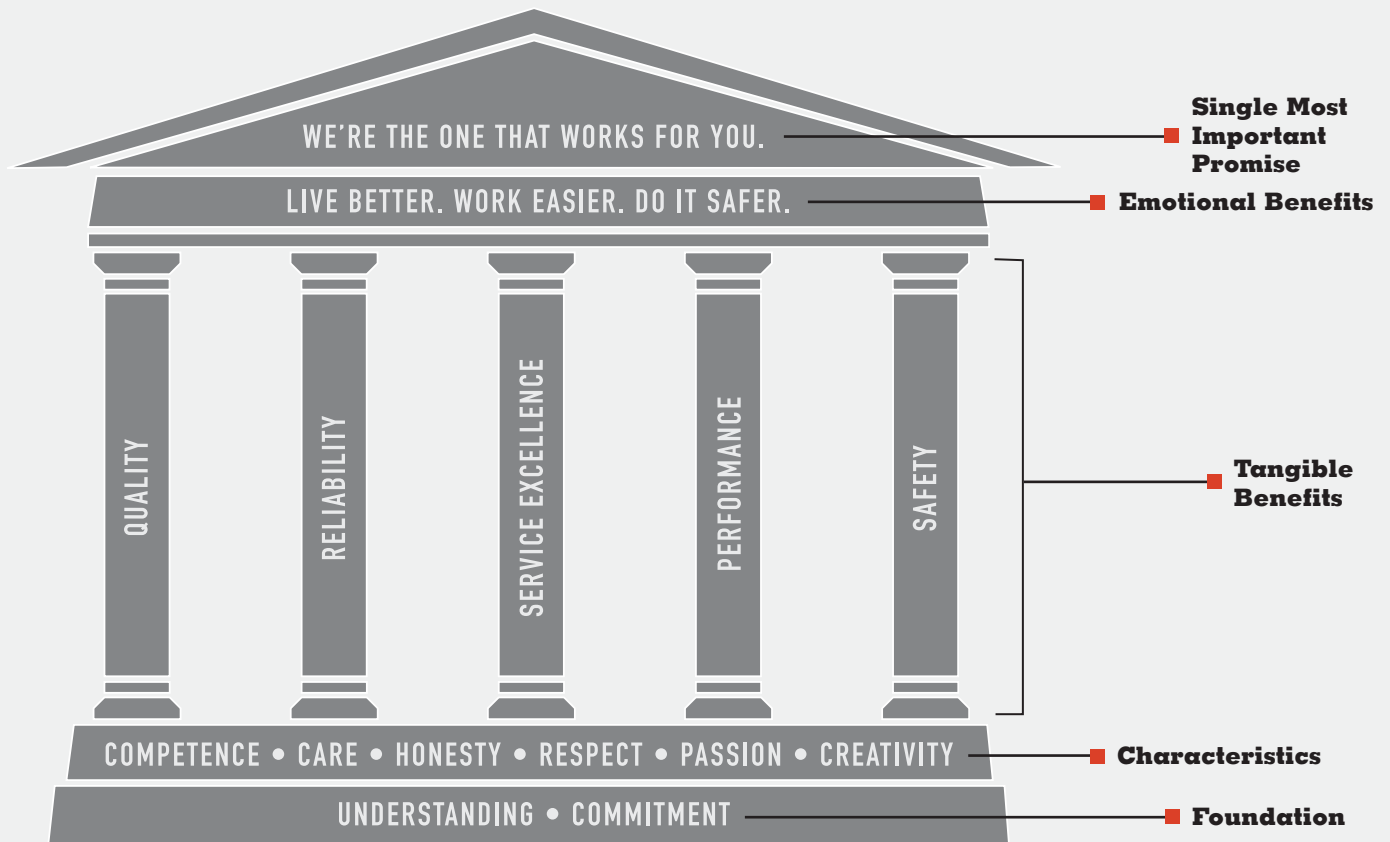 WE'RE THE ONE THAT WORKS FOR YOU.
Single Most
Important
Promise
LIVE BETTER. WORK EASIER. DO IT SAFER.
Emotional Benefits
QUALITY
RELIABILITY
SERVICE EXCELLENCE
PERFORMANCE
SAFETY
Tangible
Benefits
COMPETENCE • CARE • HONESTY • RESPECT • PASSION • CREATIVITY
Characteristics
UNDERSTANDING • COMMITMENT
Foundation